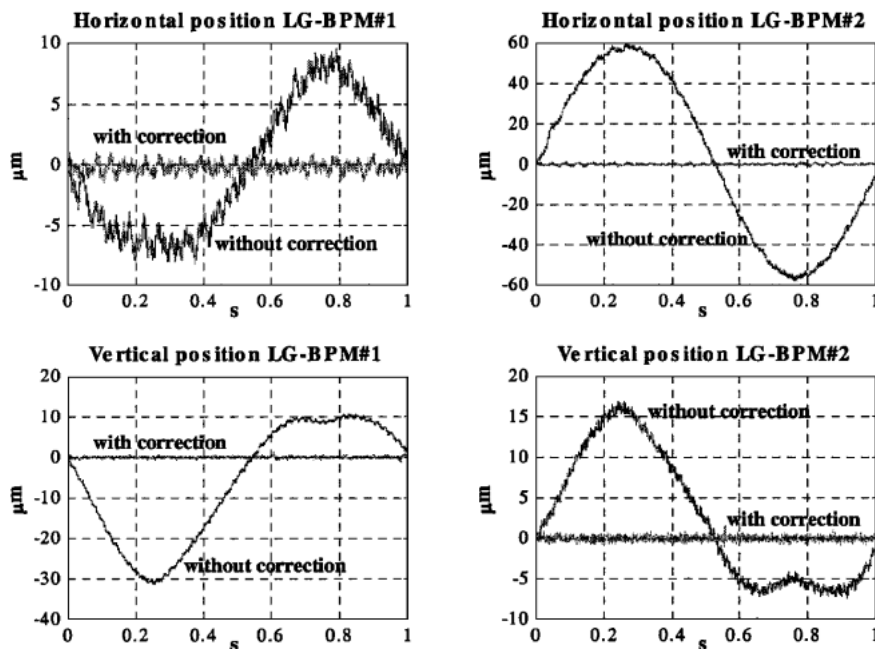 Horizontal position LG-BPM#1
10
5
0
-5
-10
μm
with correction
without correction
0 0.2 0.4 0.6 0.8 1
s
Horizontal position LG-BPM#2
60
40
20
0
-20
-40
-60
μm
with correction
without correction
0 0.2 0.4 0.6 0.8 1
s
Vertical position LG-BPM#1
20
10
0
-10
-20
-30
-40
μm
with correction
without correction
0 0.2 0.4 0.6 0.8 1
s
Vertical position LG-BPM#2
20
15
10
5
0
-5
-10
μm
without correction
with correction
0 0.2 0.4 0.6 0.8 1
s